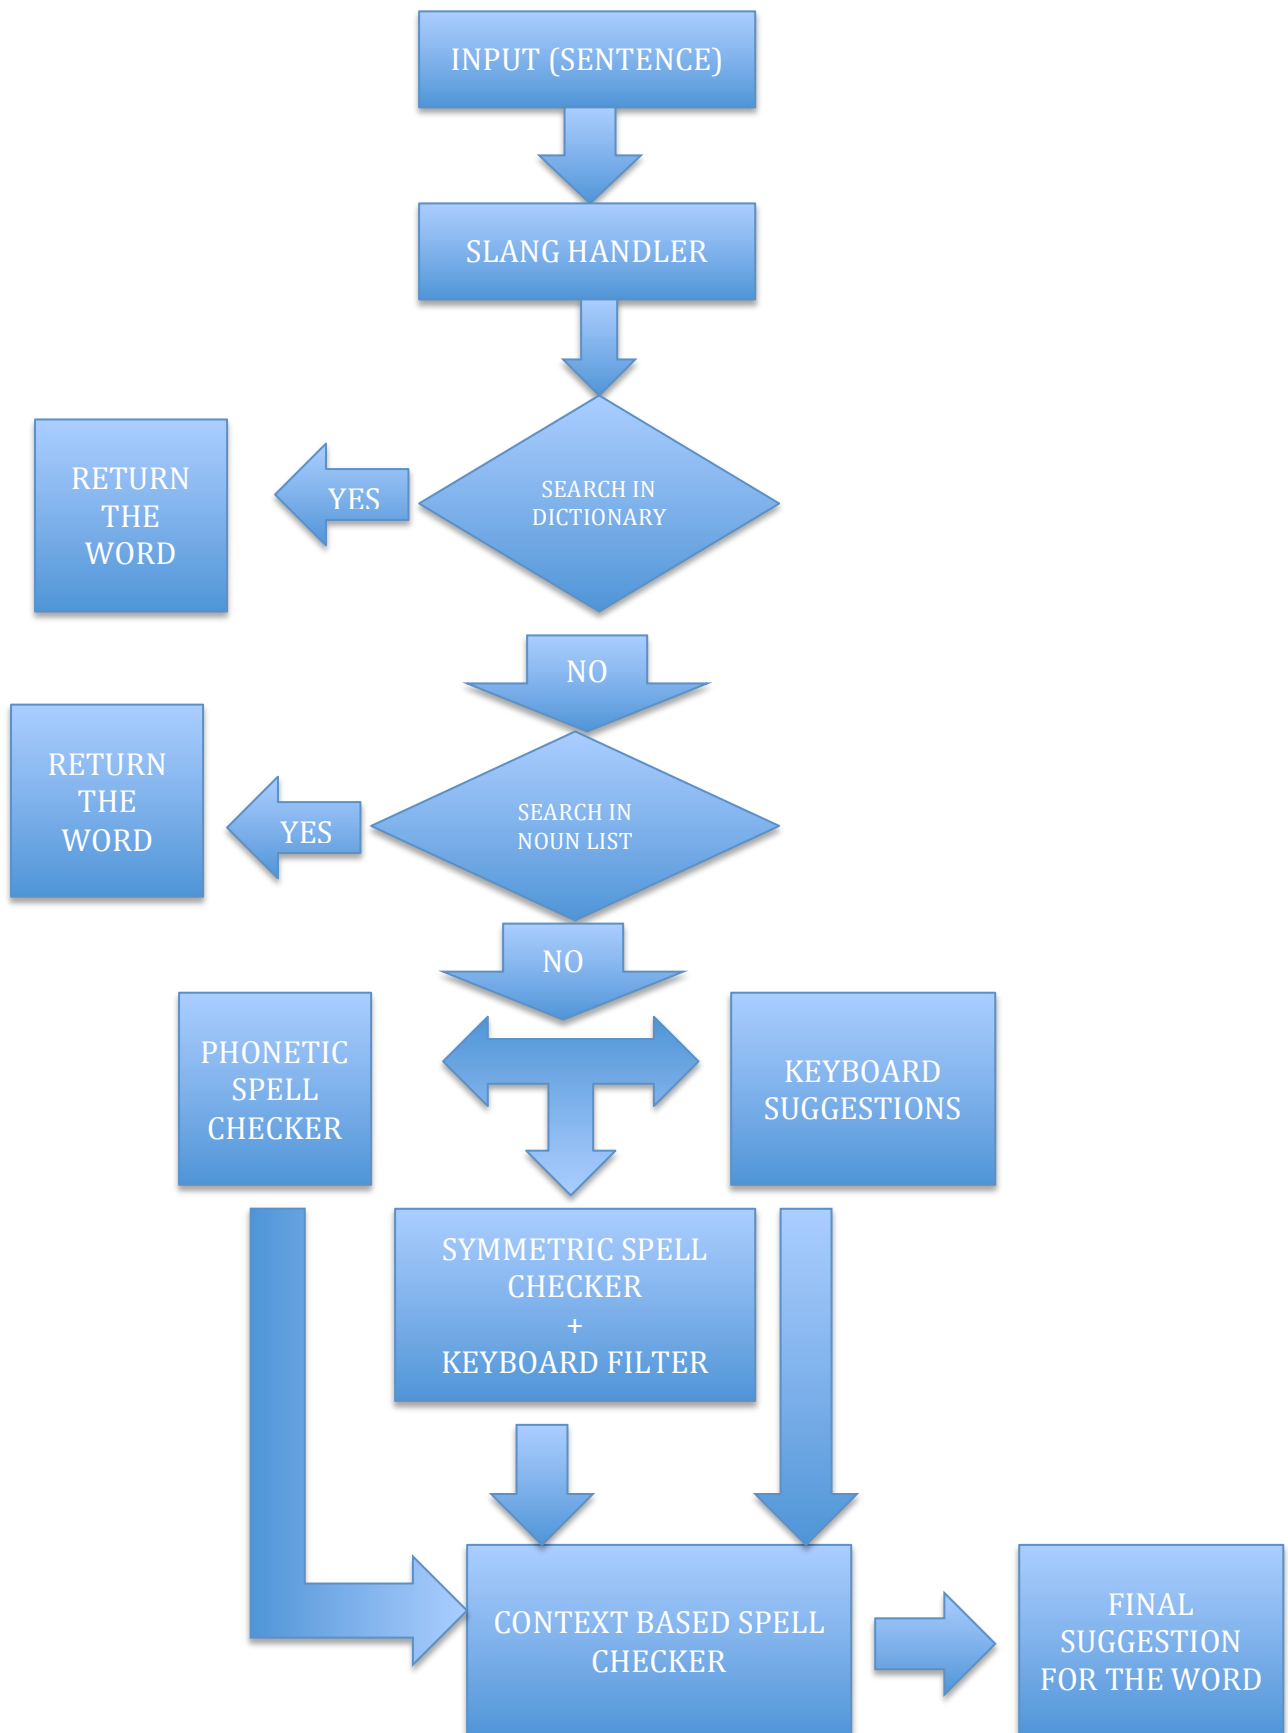 INPUT (SENTENCE)
SLANG HANDLER
SEARCH IN
DICTIONARY
YES
RETURN
THE
WORD
NO
SEARCH IN
NOUN LIST
YES
RETURN
THE
WORD
NO
PHONETIC
SPELL
CHECKER
KEYBOARD
SUGGESTIONS
SYMMETRIC SPELL
CHECKER
+
KEYBOARD FILTER
CONTEXT BASED SPELL
CHECKER
FINAL
SUGGESTION
FOR THE WORD